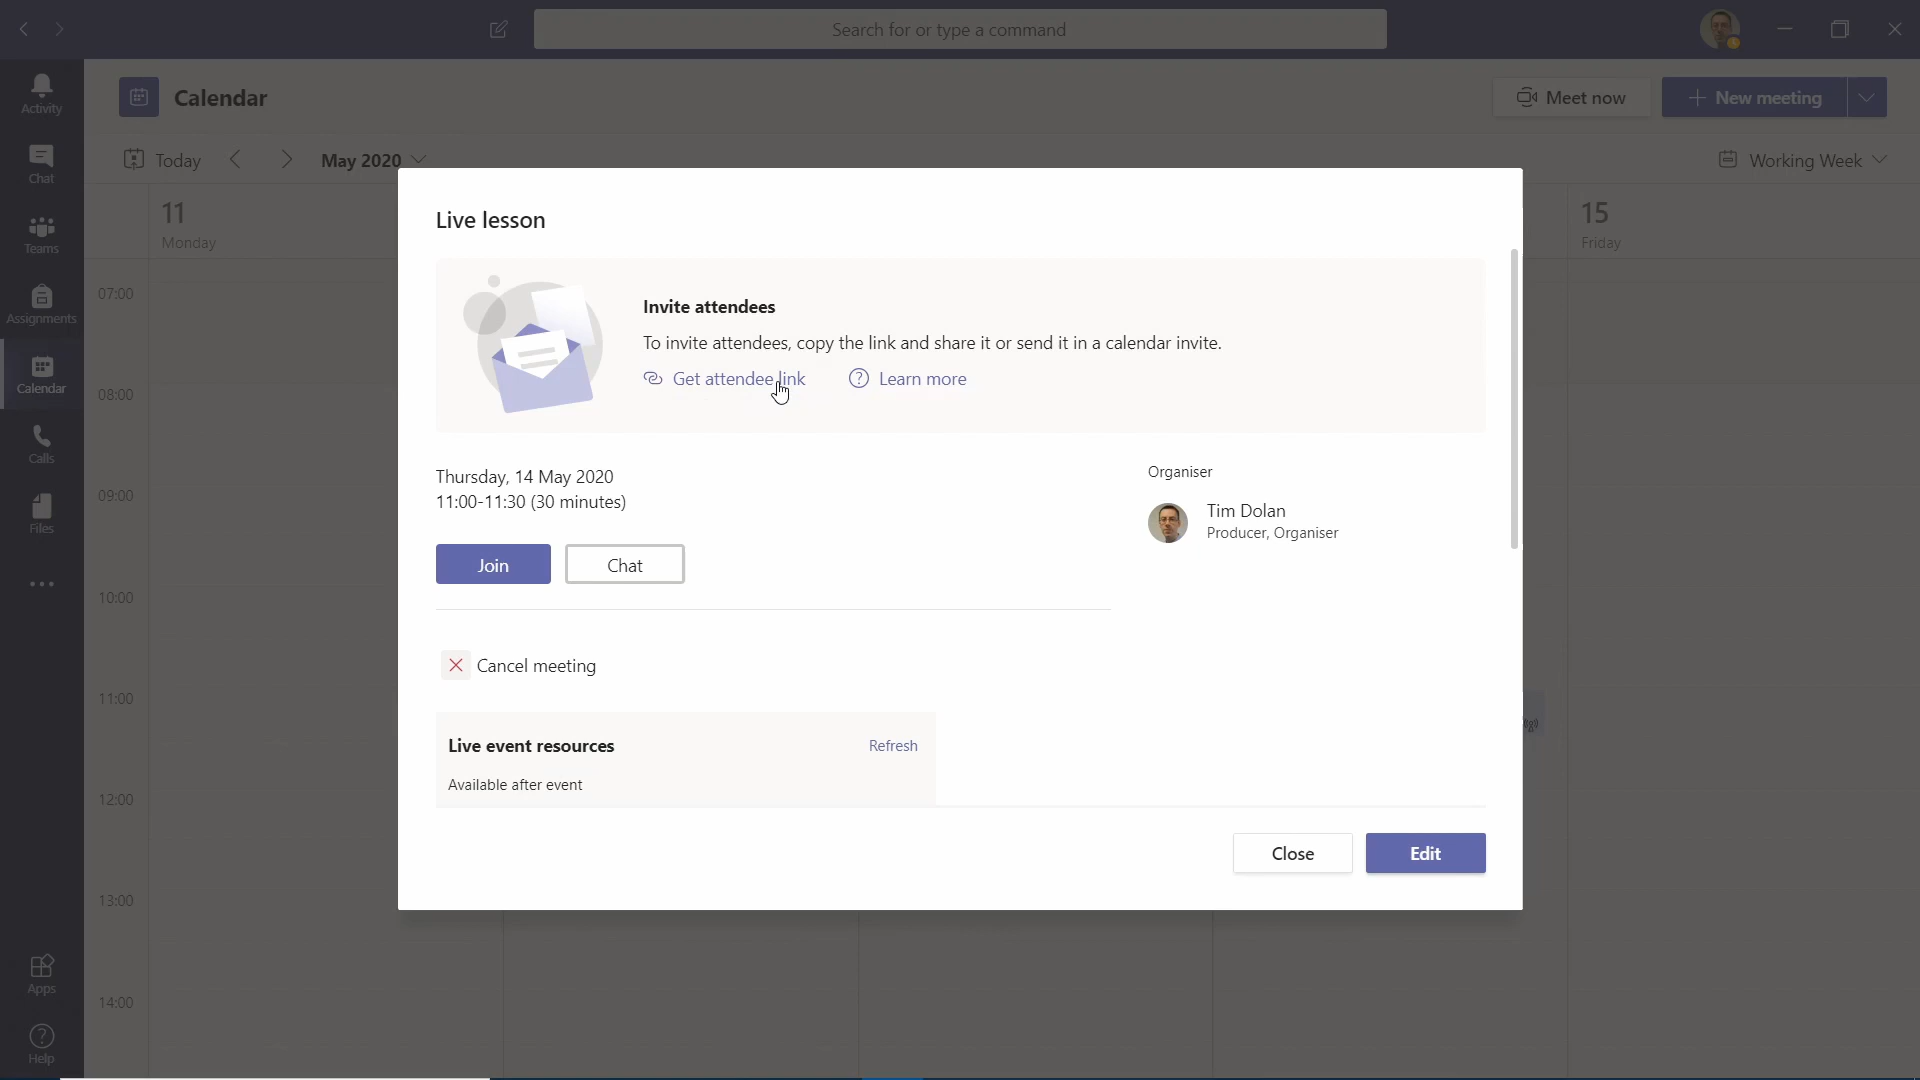 Search for or type a command
Activity
Chat
Teams
Assignments
Calendar
Calls
Files
Apps
Help
Calendar
Meet now
New meeting
Today
May 2020
Working Week
11
Monday
15
Friday
07:00
08:00
09:00
10:00
11:00
12:00
13:00
14:00
Live lesson
Invite attendees
To invite attendees, copy the link and share it or send it in a calendar invite.
Get attendee link
Learn more
Thursday, 14 May 2020
11:00-11:30 (30 minutes)
Join
Chat
Organiser
Tim Dolan
Producer, Organiser
Cancel meeting
Live event resources
Refresh
Available after event
Close
Edit